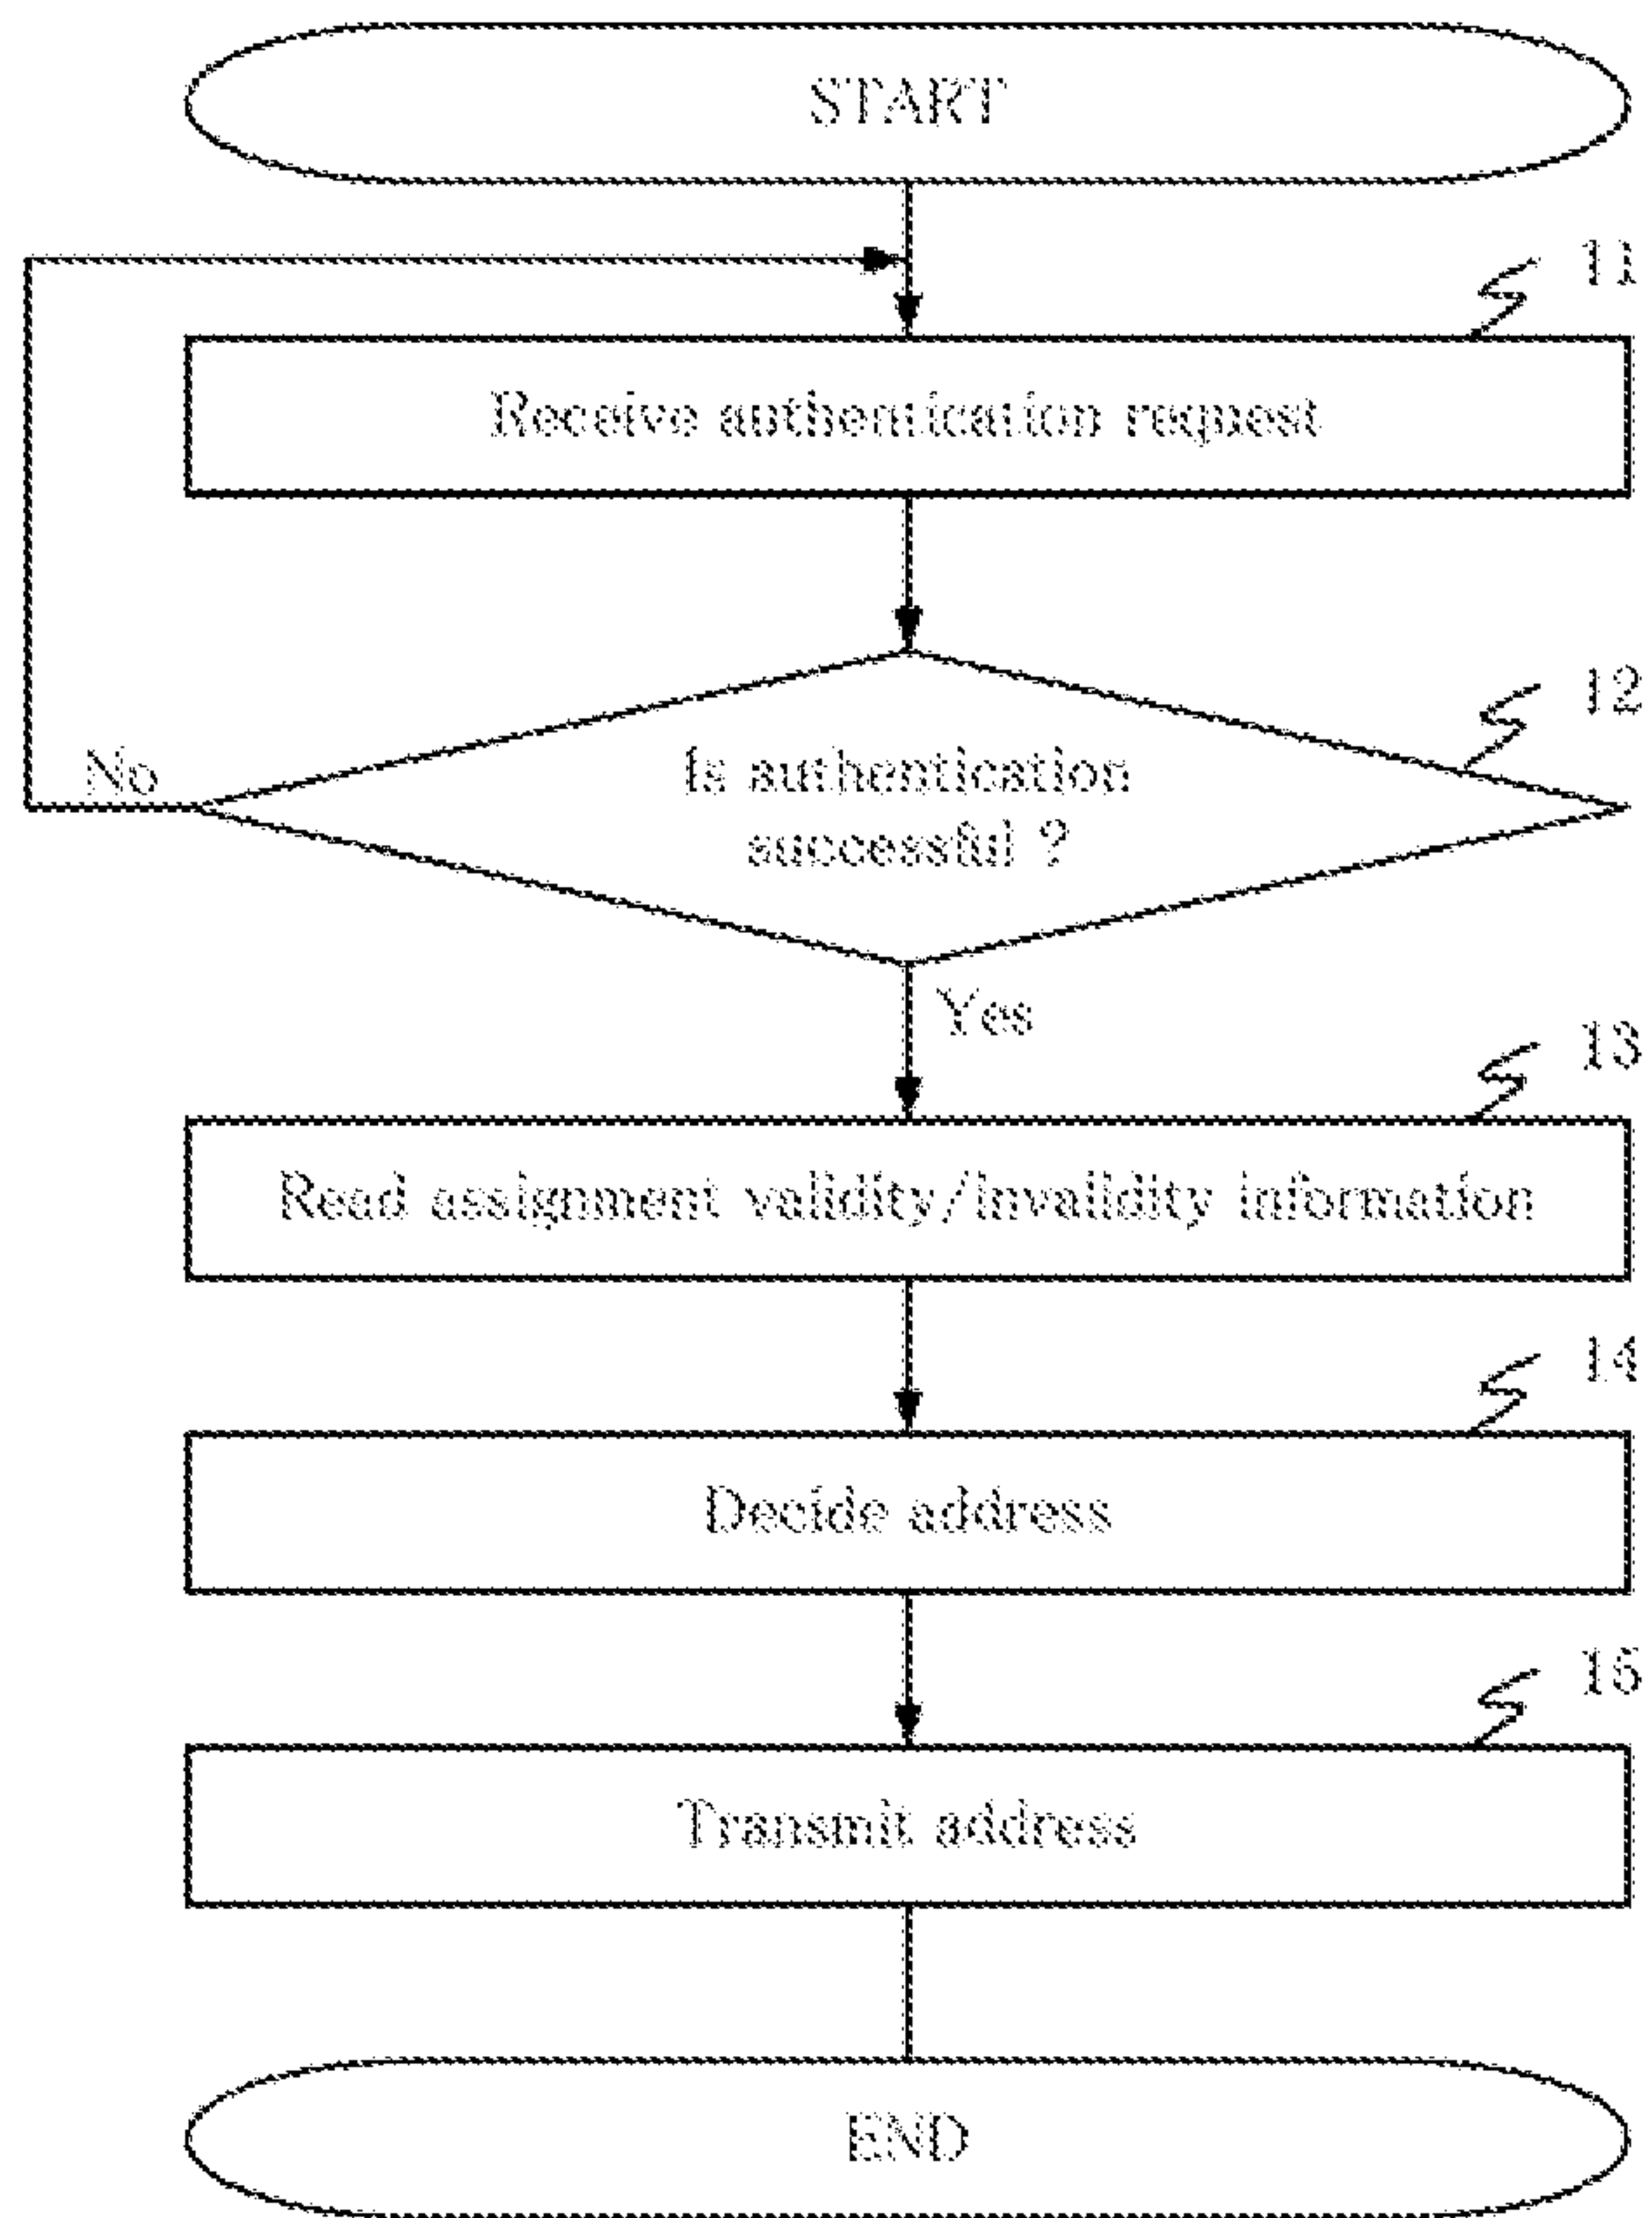 START
11
Receive authentication request
12
No
Is authentication
successful ?
Yes
13
Read assignment validity/invalidity information
14
Decide address
15
Transmit address
END